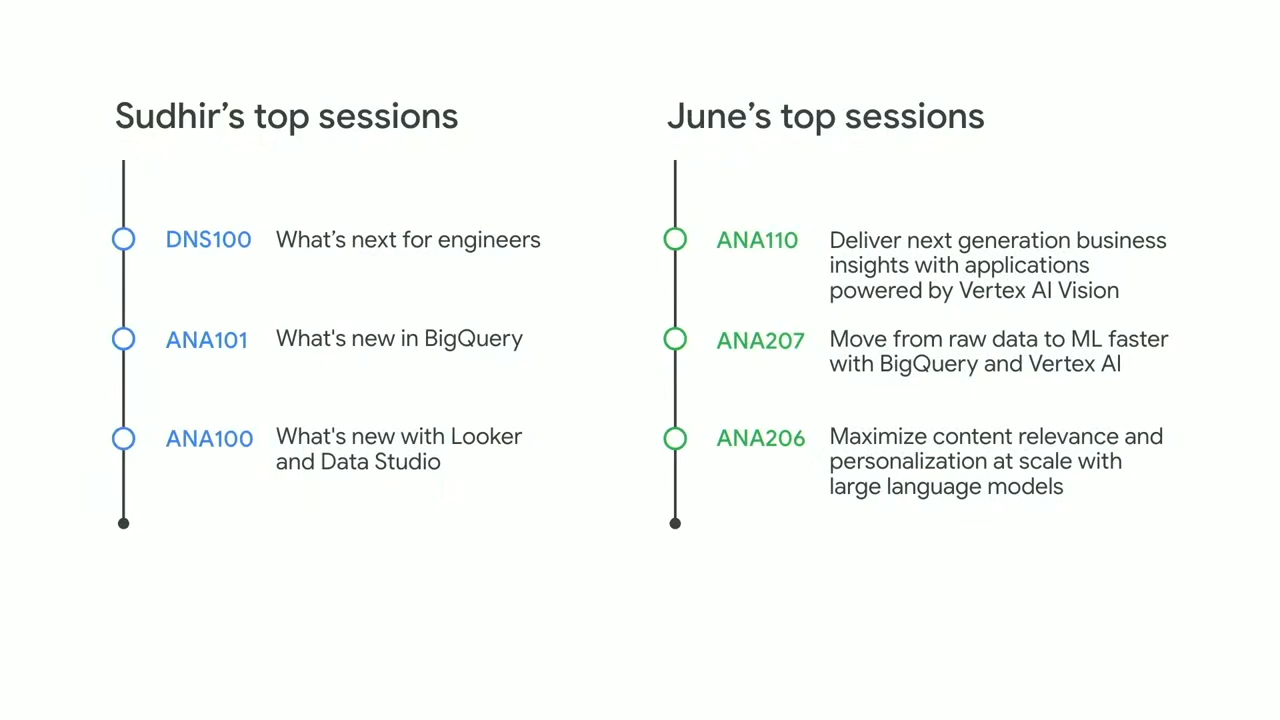 Sudhir’s top sessions
DNS100 What’s next for engineers
ANA101 What's new in BigQuery
ANA100 What's new with Looker
and Data Studio
June’s top sessions
ANA110 Deliver next generation business
insights with applications
powered by Vertex AI Vision
ANA207 Move from raw data to ML faster
with BigQuery and Vertex AI
ANA206 Maximize content relevance and
personalization at scale with
large language models